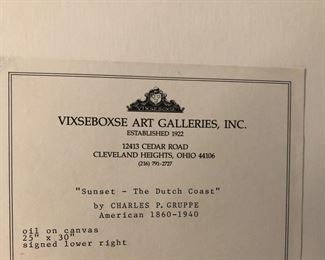 VIXSEBOXSE
VIXSEBOXSE ART GALLERIES, INC.
ESTABLISHED 1922
12413 CEDAR ROAD
CLEVELAND HEIGHTS, OHIO 44106
(216) 791-2727
"Sunset - The Dutch Coast"
by CHARLES P. GRUPPE
American 1860-1940
oil on canvas
25" x 30"
signed lower right